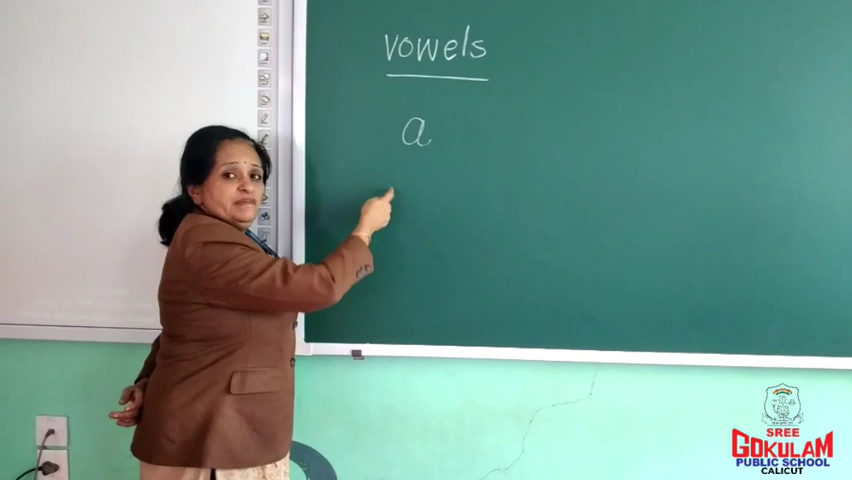 vowels
a
SREE
GOKULAM
PUBLIC SCHOOL
CALICUT